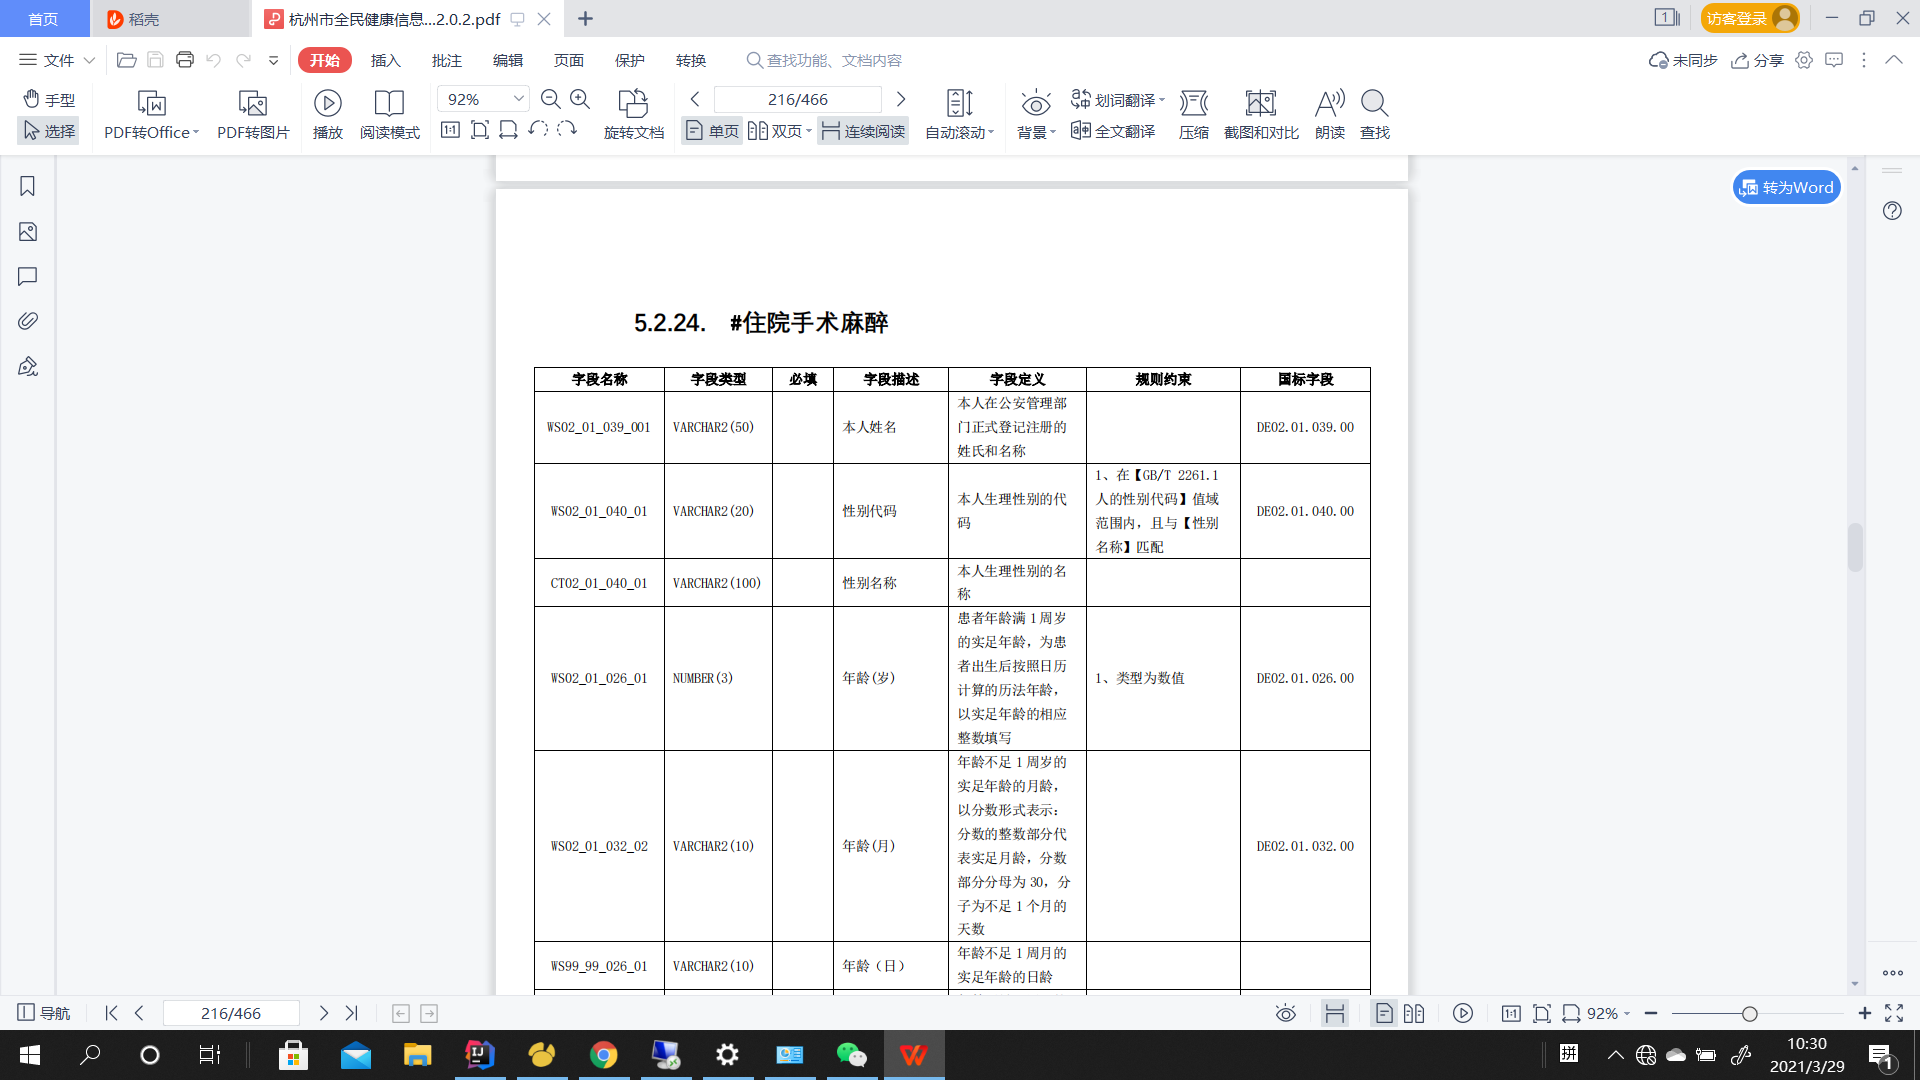 首页
稻壳
杭州市全民健康信息...2.0.2.pdf
1
访客登录
文件
开始
插入
批注
编辑
页面
保护
转换
查找功能、文档内容
未同步
分享
手型
选择
PDF转Office
PDF转图片
播放
阅读模式
92%
1:1
旋转文档
216/466
单页
双页
连续阅读
自动滚动
背景
划词翻译
全文翻译
压缩
截图和对比
朗读
查找
转为Word
5.2.24. #住院手术麻醉
字段名称 字段类型 必填 字段描述 字段定义 规则约束 国标字段
WS02_01_039_001 VARCHAR2(50) 本人姓名
本人在公安管理部
门正式登记注册的
姓氏和名称
DE02.01.039.00
WS02_01_040_01 VARCHAR2(20) 性别代码
本人生理性别的代
码
1、在【GB/T 2261.1
人的性别代码】值域
范围内，且与【性别
名称】匹配
DE02.01.040.00
CT02_01_040_01 VARCHAR2(100) 性别名称
本人生理性别的名
称
WS02_01_026_01 NUMBER(3) 年龄(岁)
患者年龄满1周岁
的实足年龄，为患
者出生后按照日历
计算的历法年龄，
以实足年龄的相应
整数填写
1、类型为数值
DE02.01.026.00
WS02_01_032_02 VARCHAR2(10) 年龄(月)
年龄不足1周岁的
实足年龄的月龄，
以分数形式表示：
分数的整数部分代
表实足月龄，分数
部分分母为30，分
子为不足1个月的
天数
DE02.01.032.00
WS99_99_026_01 VARCHAR2(10) 年龄（日）
年龄不足1周月的
实足年龄的日龄
导航
216/466
1:1
92%
拼
10:30
2021/3/29
1